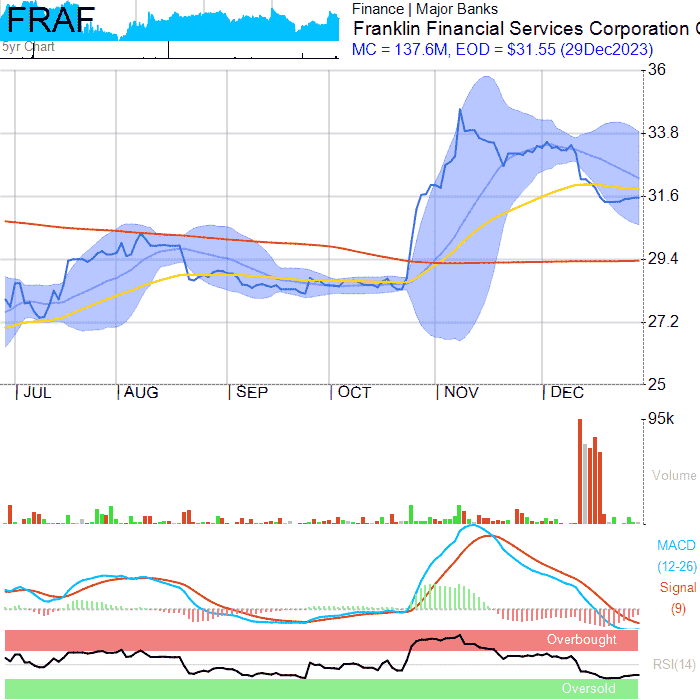 FRAF
5yr Chart
Finance | Major Banks
Franklin Financial Services Corporation
MC = 137.6M, EOD = $31.55 (29Dec2023)
36
33.8
31.6
29.4
27.2
25
JUL AUG SEP OCT NOV DEC
95k
Volume
MACD
(12-26)
Signal
(9)
Overbought
RSI(14)
Oversold